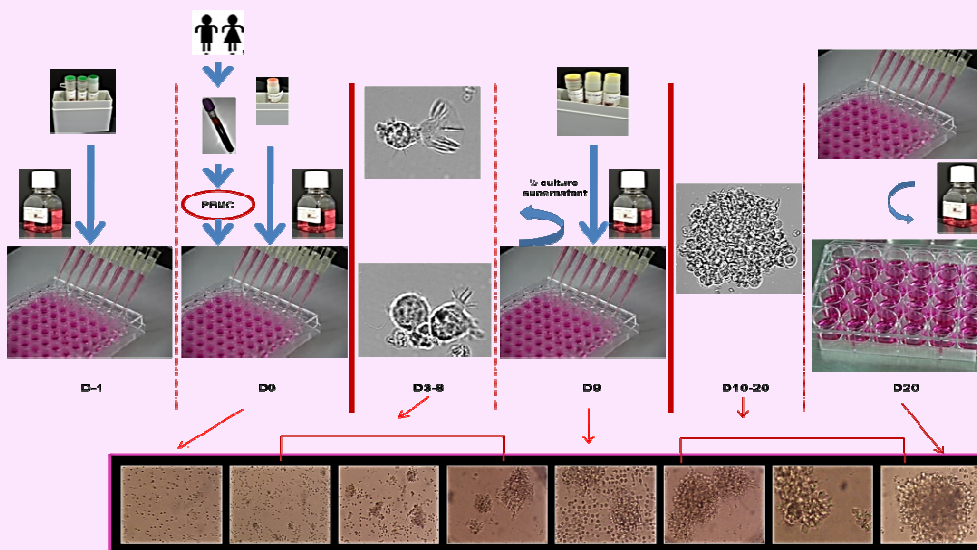 PBMC
½ culture
supernatant
D-1
D0
D3-8
D9
D10-20
D20